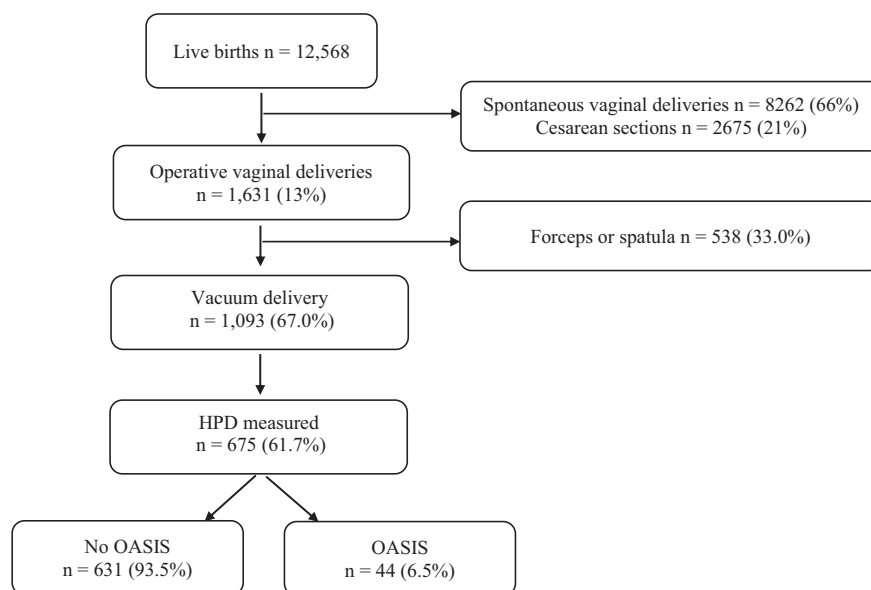 Live births n = 12,568
Spontaneous vaginal deliveries n = 8262 (66%)
Cesarean sections n = 2675 (21%)
Operative vaginal deliveries
n = 1,631 (13%)
Forceps or spatula n = 538 (33.0%)
Vacuum delivery
n = 1,093 (67.0%)
HPD measured
n = 675 (61.7%)
No OASIS
n = 631 (93.5%)
OASIS
n = 44 (6.5%)